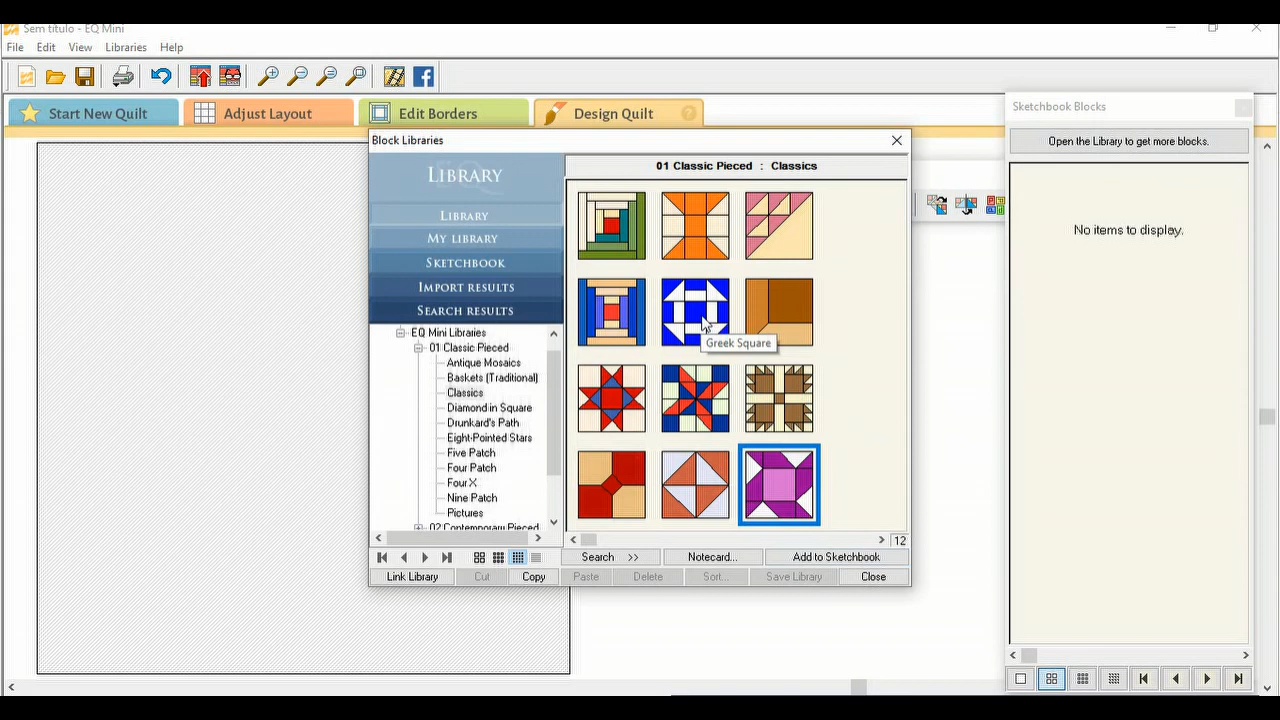 Sem título - EQ Mini
File Edit View Libraries Help
Start New Quilt Adjust Layout Edit Borders Design Quilt
Block Libraries
LIBRARY
LIBRARY
MY LIBRARY
SKETCHBOOK
IMPORT RESULTS
SEARCH RESULTS
EQ Mini Libraries
01 Classic Pieced
Antique Mosaics
Baskets (Traditional)
Classics
Diamond in Square
Drunkard's Path
Eight-Pointed Stars
Five Patch
Four Patch
Four X
Nine Patch
Pictures
02 Contemporary Pieced
01 Classic Pieced : Classics
Greek Square
12
Search >> Notecard... Add to Sketchbook
Link Library Cut Copy Paste Delete Sort... Save Library Close
Sketchbook Blocks
Open the Library to get more blocks.
No items to display.